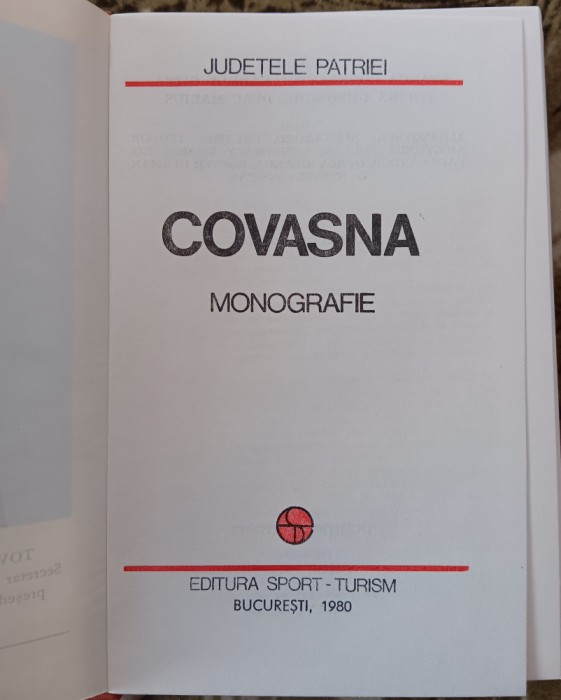 JUDEȚELE PATRIEI
COVASNA
MONOGRAFIE
EDITURA SPORT-TURISM
BUCUREȘTI, 1980